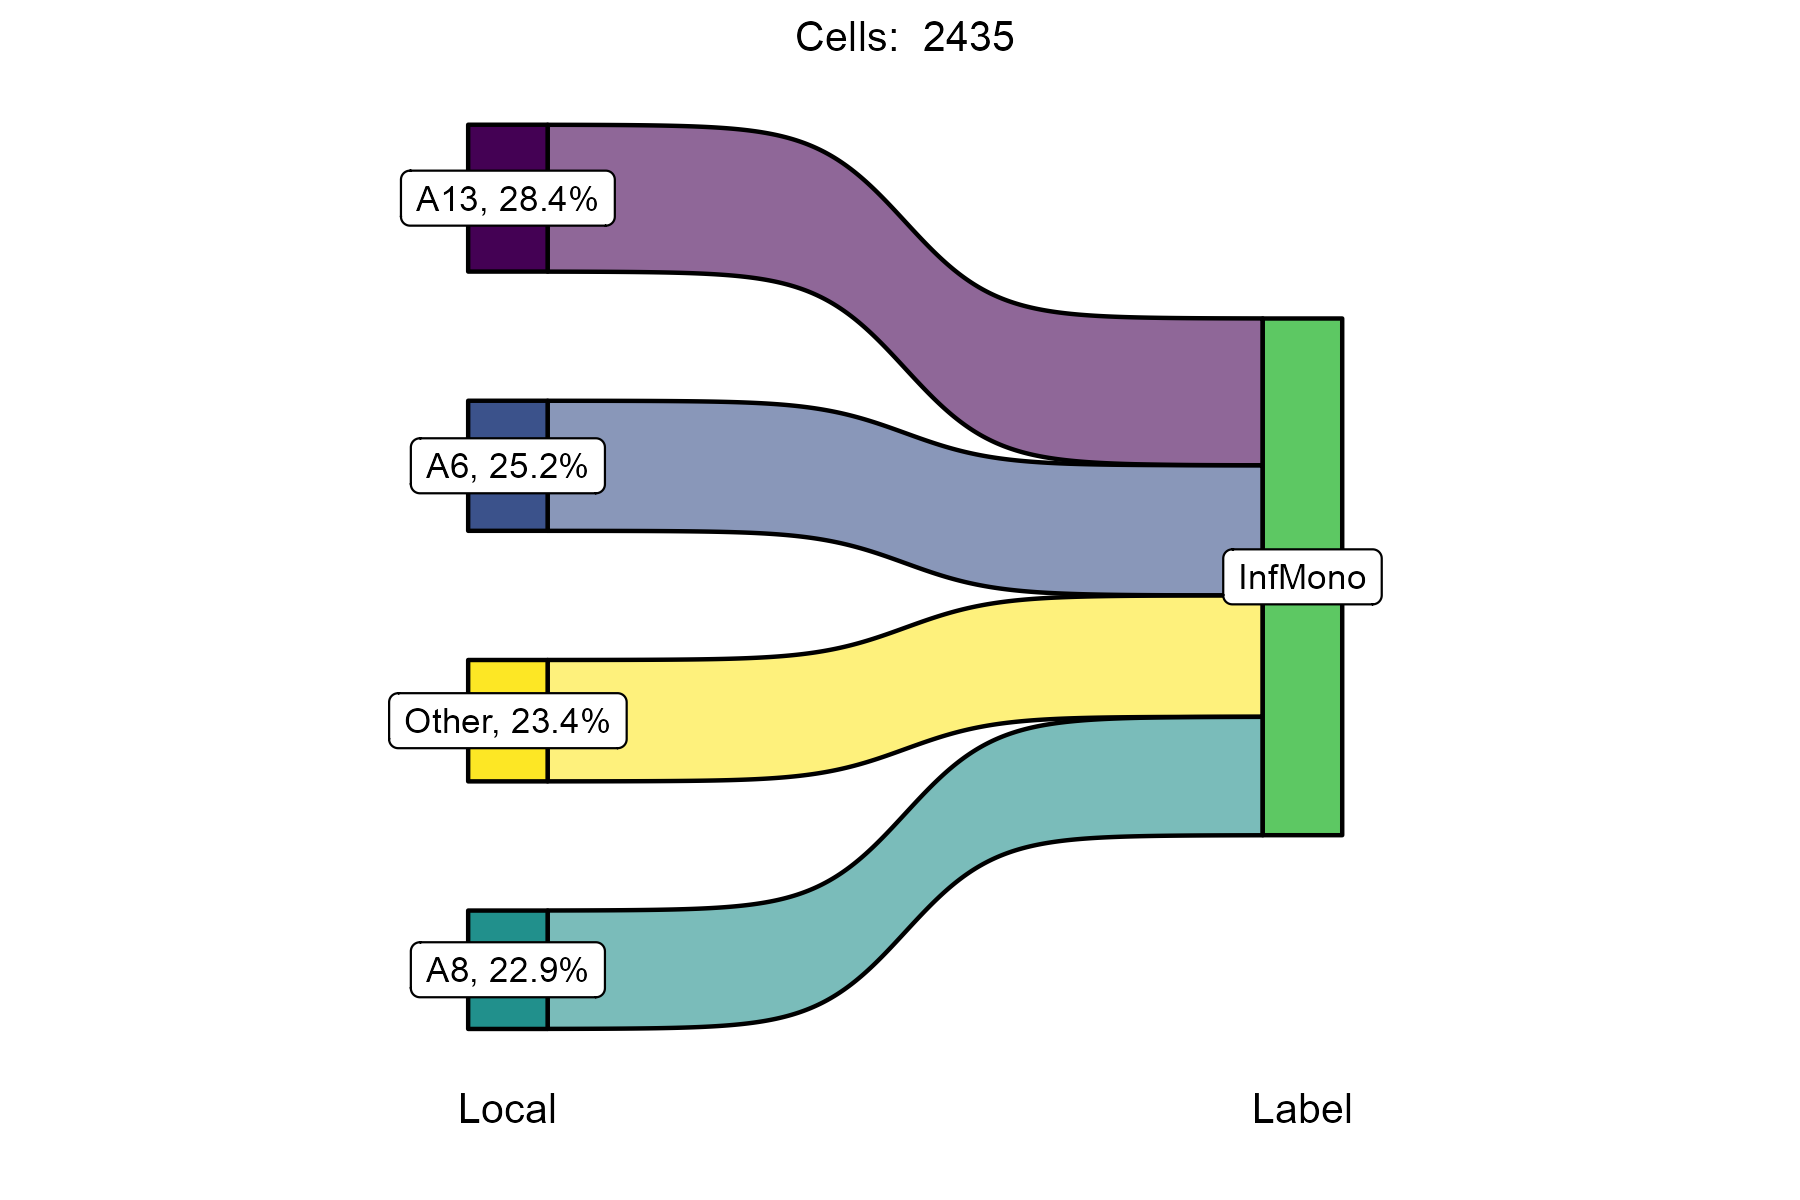 Cells:  2435
A13, 28.4%
A6, 25.2%
InfMono
Other, 23.4%
A8, 22.9%
Local
Label